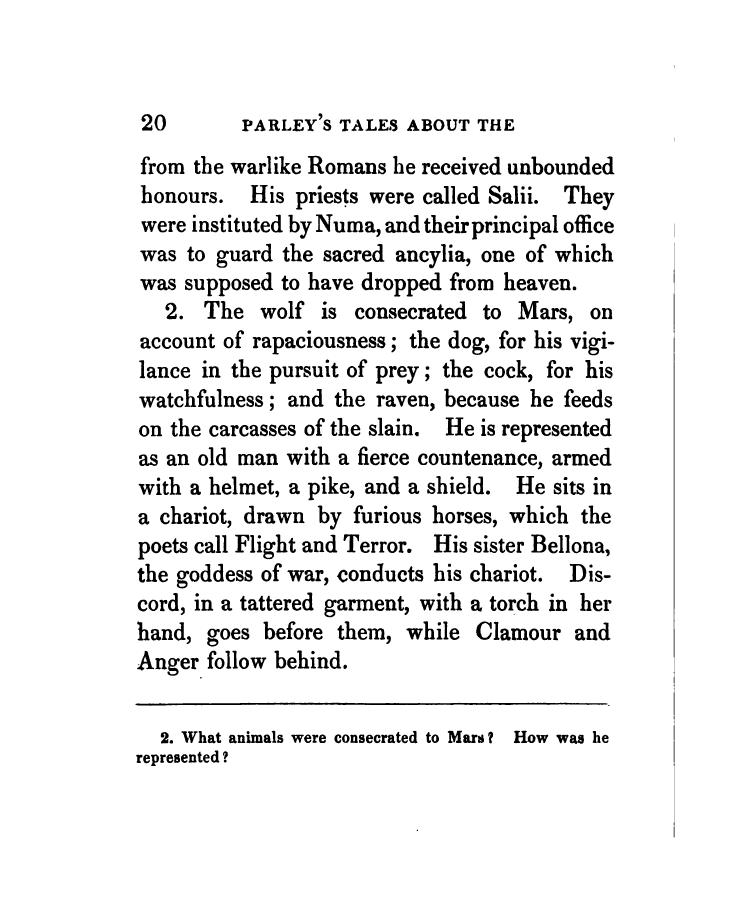 20 PARLEY'S TALES ABOUT THE
from the warlike Romans he received unbounded
honours. His priests were called Salii. They
were instituted by Numa, and their principal office
was to guard the sacred ancylia, one of which
was supposed to have dropped from heaven.
2. The wolf is consecrated to Mars, on
account of rapaciousness; the dog, for his vigi-
lance in the pursuit of prey; the cock, for his
watchfulness; and the raven, because he feeds
on the carcasses of the slain. He is represented
as an old man with a fierce countenance, armed
with a helmet, a pike, and a shield. He sits in
a chariot, drawn by furious horses, which the
poets call Flight and Terror. His sister Bellona,
the goddess of war, conducts his chariot. Dis-
cord, in a tattered garment, with a torch in her
hand, goes before them, while Clamour and
Anger follow behind.
2. What animals were consecrated to Mars? How was he
represented?